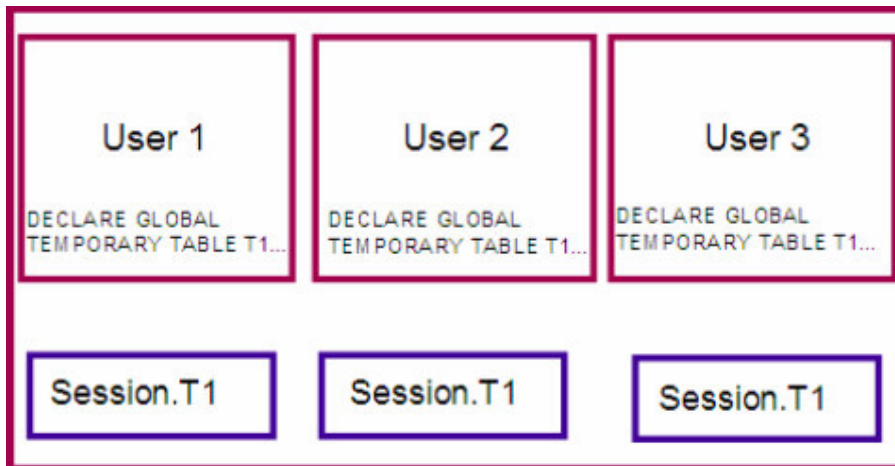 User 1
DECLARE GLOBAL
TEMPORARY TABLE T1...
User 2
DECLARE GLOBAL
TEMPORARY TABLE T1...
User 3
DECLARE GLOBAL
TEMPORARY TABLE T1...
Session.T1
Session.T1
Session.T1